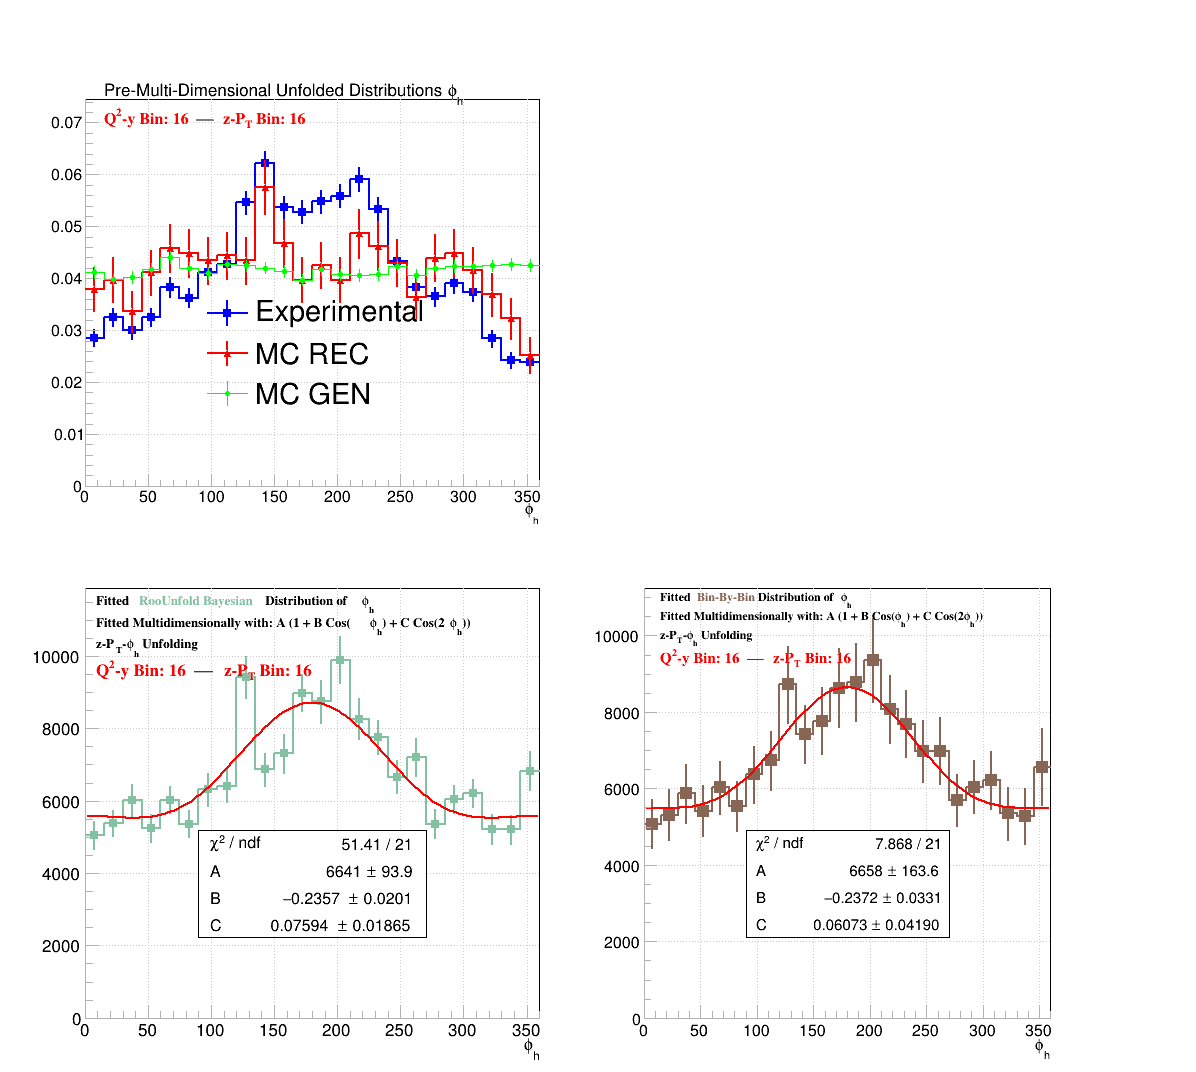 Pre-Multi-Dimensional Unfolded Distributions ϕh
Q²-y Bin: 16 — z-PT Bin: 16
0.07
0.06
0.05
0.04
0.03
0.02
0.01
0
Experimental
MC REC
MC GEN
0 50 100 150 200 250 300 350
ϕh
Fitted RooUnfold Bayesian Distribution of ϕh
Fitted Multidimensionally with: A (1 + B Cos( ϕh) + C Cos(2 ϕh))
z-PT-ϕh Unfolding
Q²-y Bin: 16 — z-PT Bin: 16
10000
8000
6000
4000
2000
0
χ² / ndf 51.41 / 21
A 6641 ± 93.9
B −0.2357 ± 0.0201
C 0.07594 ± 0.01865
0 50 100 150 200 250 300 350
ϕh
Fitted Bin-By-Bin Distribution of ϕh
Fitted Multidimensionally with: A (1 + B Cos(ϕh) + C Cos(2ϕh))
z-PT-ϕh Unfolding
Q²-y Bin: 16 — z-PT Bin: 16
10000
8000
6000
4000
2000
0
χ² / ndf 7.868 / 21
A 6658 ± 163.6
B −0.2372 ± 0.0331
C 0.06073 ± 0.04190
0 50 100 150 200 250 300 350
ϕh